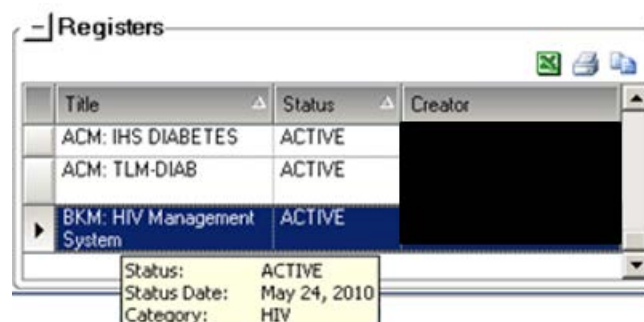 Registers
Title Status Creator
ACM: IHS DIABETES ACTIVE
ACM: TLM-DIAB ACTIVE
BKM: HIV Management ACTIVE
System
Status: ACTIVE
Status Date: May 24, 2010
Category: HIV